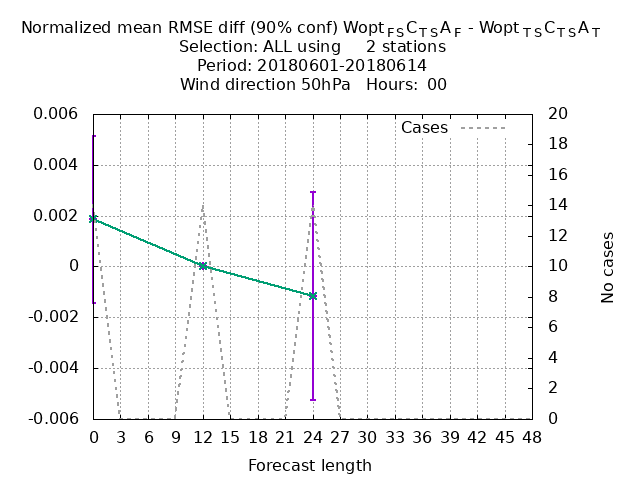 Normalized mean RMSE diff (90% conf) Wopt FS C TS A F - Wopt TS C TS A T
Selection: ALL using 2 stations
Period: 20180601-20180614
Wind direction 50hPa Hours: 00
Cases
0.006
0.004
0.002
0
-0.002
-0.004
-0.006
20
18
16
14
12
10
8
6
4
2
0
No cases
0 3 6 9 12 15 18 21 24 27 30 33 36 39 42 45 48
Forecast length